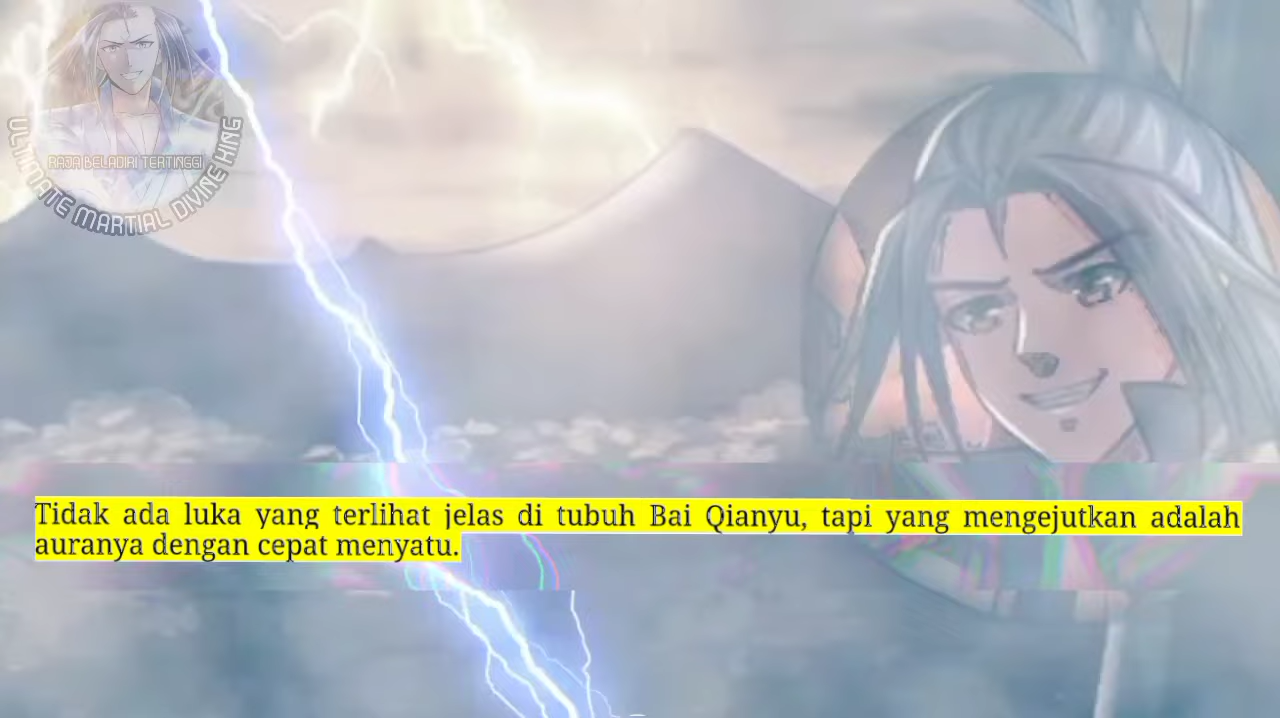 RAJA BELADIRI TERTINGGI
ULTIMATE MARTIAL DIVINE KING
Tidak ada luka yang terlihat jelas di tubuh Bai Qianyu, tapi yang mengejutkan adalah
auranya dengan cepat menyatu.